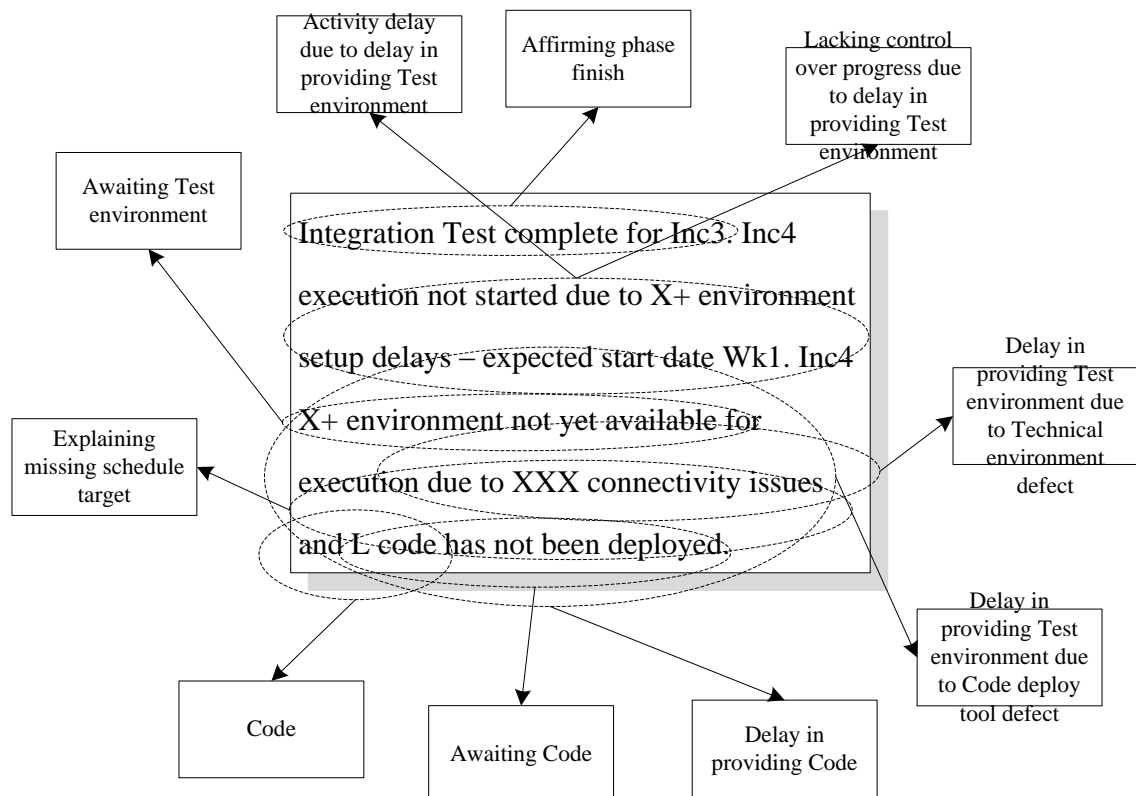 Activity delay
due to delay in
providing Test
environment
Affirming phase
finish
Lacking control
over progress due
to delay in
providing Test
environment
Awaiting Test
environment
Integration Test complete for Inc3. Inc4
execution not started due to X+ environment
setup delays – expected start date Wk1. Inc4
X+ environment not yet available for
execution due to XXX connectivity issues
and L code has not been deployed.
Explaining
missing schedule
target
Delay in
providing Test
environment due
to Technical
environment
defect
Delay in
providing Test
environment due
to Code deploy
tool defect
Code
Awaiting Code
Delay in
providing Code